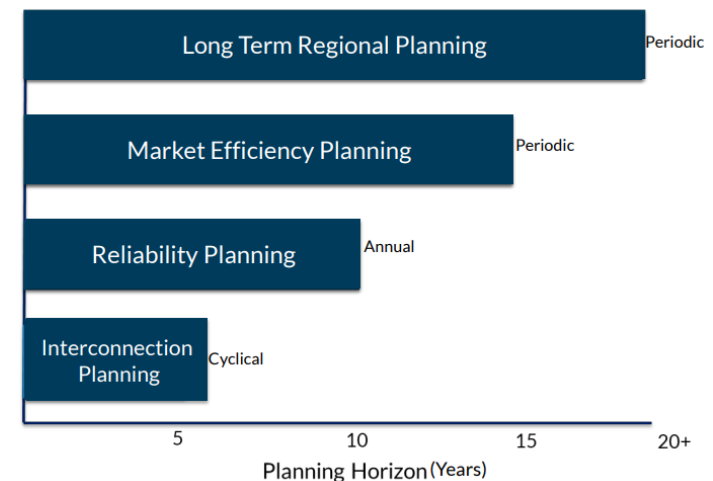 Long Term Regional Planning
Periodic
Market Efficiency Planning
Periodic
Reliability Planning
Annual
Interconnection
Planning
Cyclical
5 10 15 20+
Planning Horizon (Years)